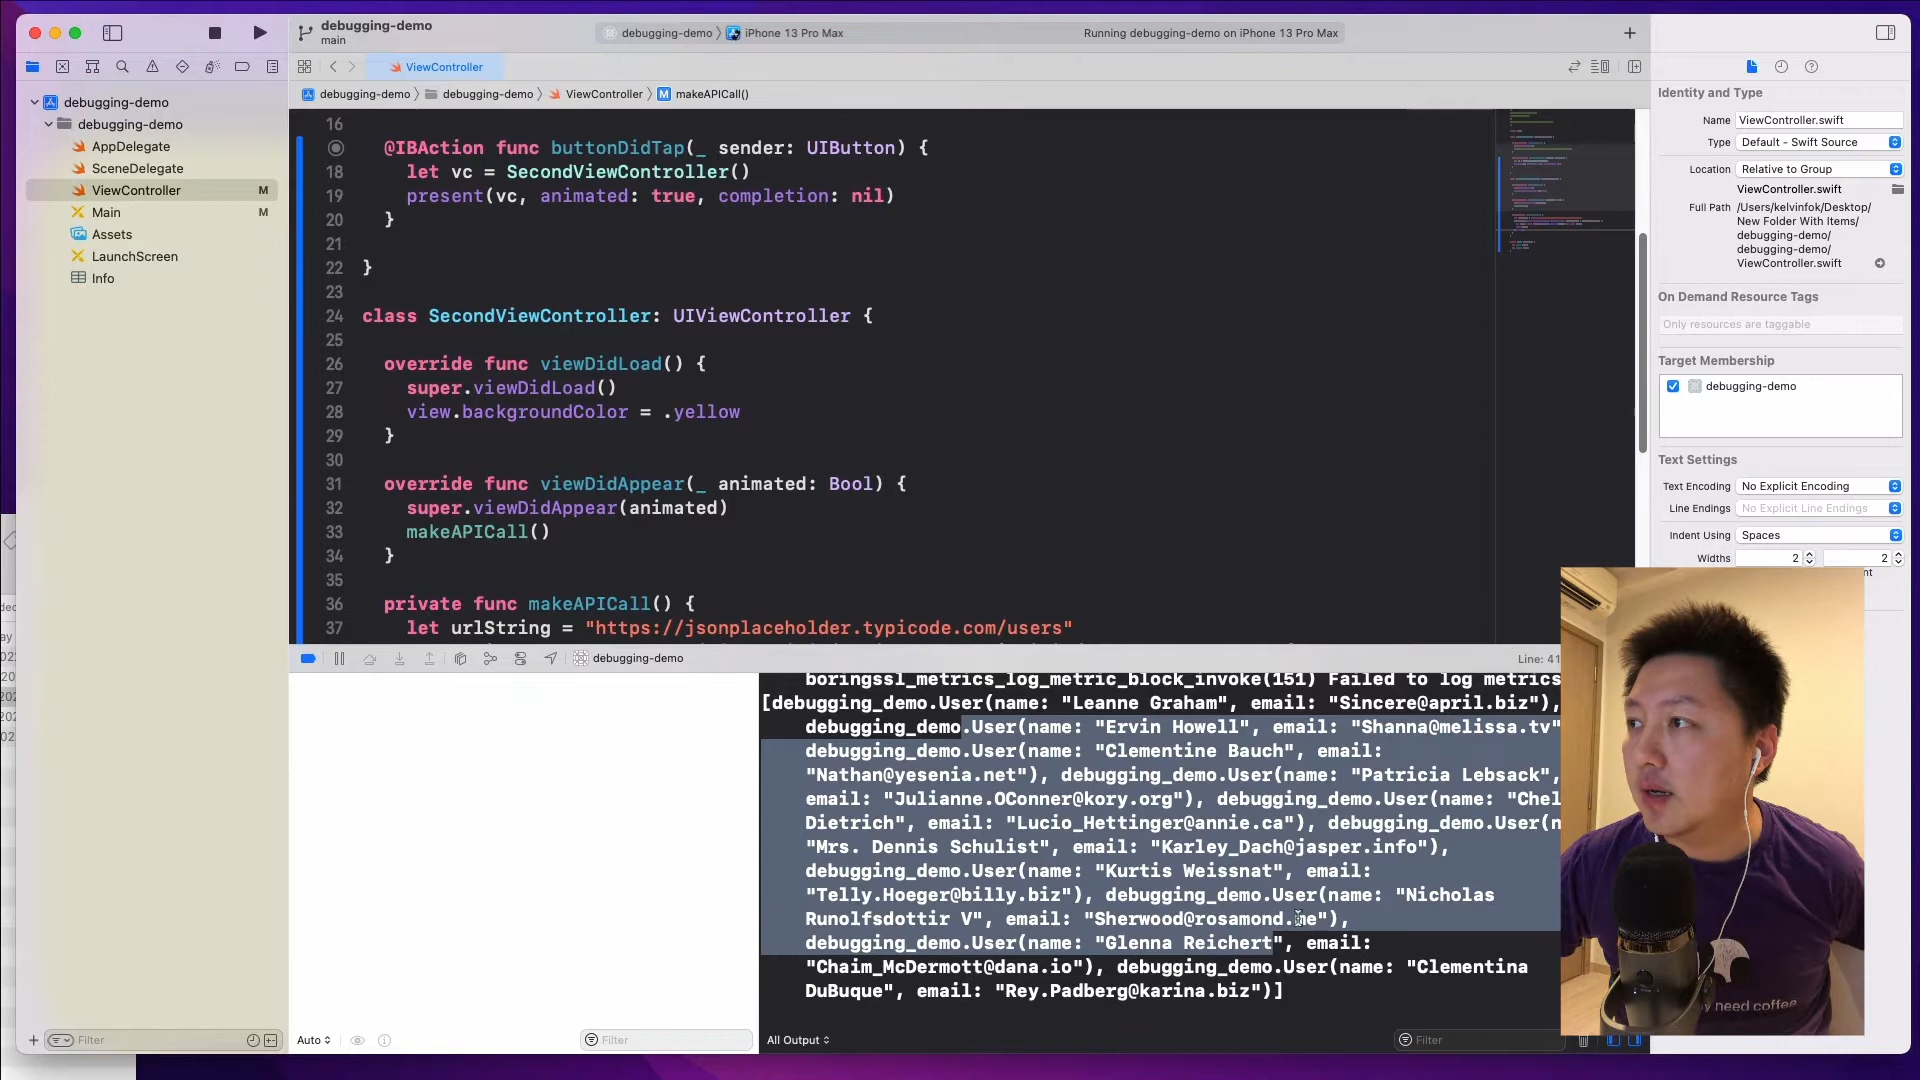 debugging-demo
main
debugging-demo
iPhone 13 Pro Max
Running debugging-demo on iPhone 13 Pro Max
ViewController
debugging-demo
debugging-demo
ViewController
makeAPICall()
debugging-demo
debugging-demo
AppDelegate
SceneDelegate
ViewController M
Main M
Assets
LaunchScreen
Info
Filter
16
@IBAction func buttonDidTap(_ sender: UIButton) {
18 let vc = SecondViewController()
19 present(vc, animated: true, completion: nil)
20 }
21
22 }
23
24 class SecondViewController: UIViewController {
25
26 override func viewDidLoad() {
27 super.viewDidLoad()
28 view.backgroundColor = .yellow
29 }
30
31 override func viewDidAppear(_ animated: Bool) {
32 super.viewDidAppear(animated)
33 makeAPICall()
34 }
35
36 private func makeAPICall() {
37 let urlString = "https://jsonplaceholder.typicode.com/users"
debugging-demo
Line: 41
boringssl_metrics_log_metric_block_invoke(151) Failed to log metrics
[debugging_demo.User(name: "Leanne Graham", email: "Sincere@april.biz"),
debugging_demo.User(name: "Ervin Howell", email: "Shanna@melissa.tv"
debugging_demo.User(name: "Clementine Bauch", email:
"Nathan@yesenia.net"), debugging_demo.User(name: "Patricia Lebsack",
email: "Julianne.OConner@kory.org"), debugging_demo.User(name: "Chel
Dietrich", email: "Lucio_Hettinger@annie.ca"), debugging_demo.User(n
"Mrs. Dennis Schulist", email: "Karley_Dach@jasper.info"),
debugging_demo.User(name: "Kurtis Weissnat", email:
"Telly.Hoeger@billy.biz"), debugging_demo.User(name: "Nicholas
Runolfsdottir V", email: "Sherwood@rosamond.me"),
debugging_demo.User(name: "Glenna Reichert", email:
"Chaim_McDermott@dana.io"), debugging_demo.User(name: "Clementina
DuBuque", email: "Rey.Padberg@karina.biz")]
Auto
Filter
All Output
Filter
Identity and Type
Name ViewController.swift
Type Default - Swift Source
Location Relative to Group
ViewController.swift
Full Path /Users/kelvinfok/Desktop/
New Folder With Items/
debugging-demo/
debugging-demo/
ViewController.swift
On Demand Resource Tags
Only resources are taggable
Target Membership
debugging-demo
Text Settings
Text Encoding No Explicit Encoding
Line Endings No Explicit Line Endings
Indent Using Spaces
Widths 2 2
need coffee